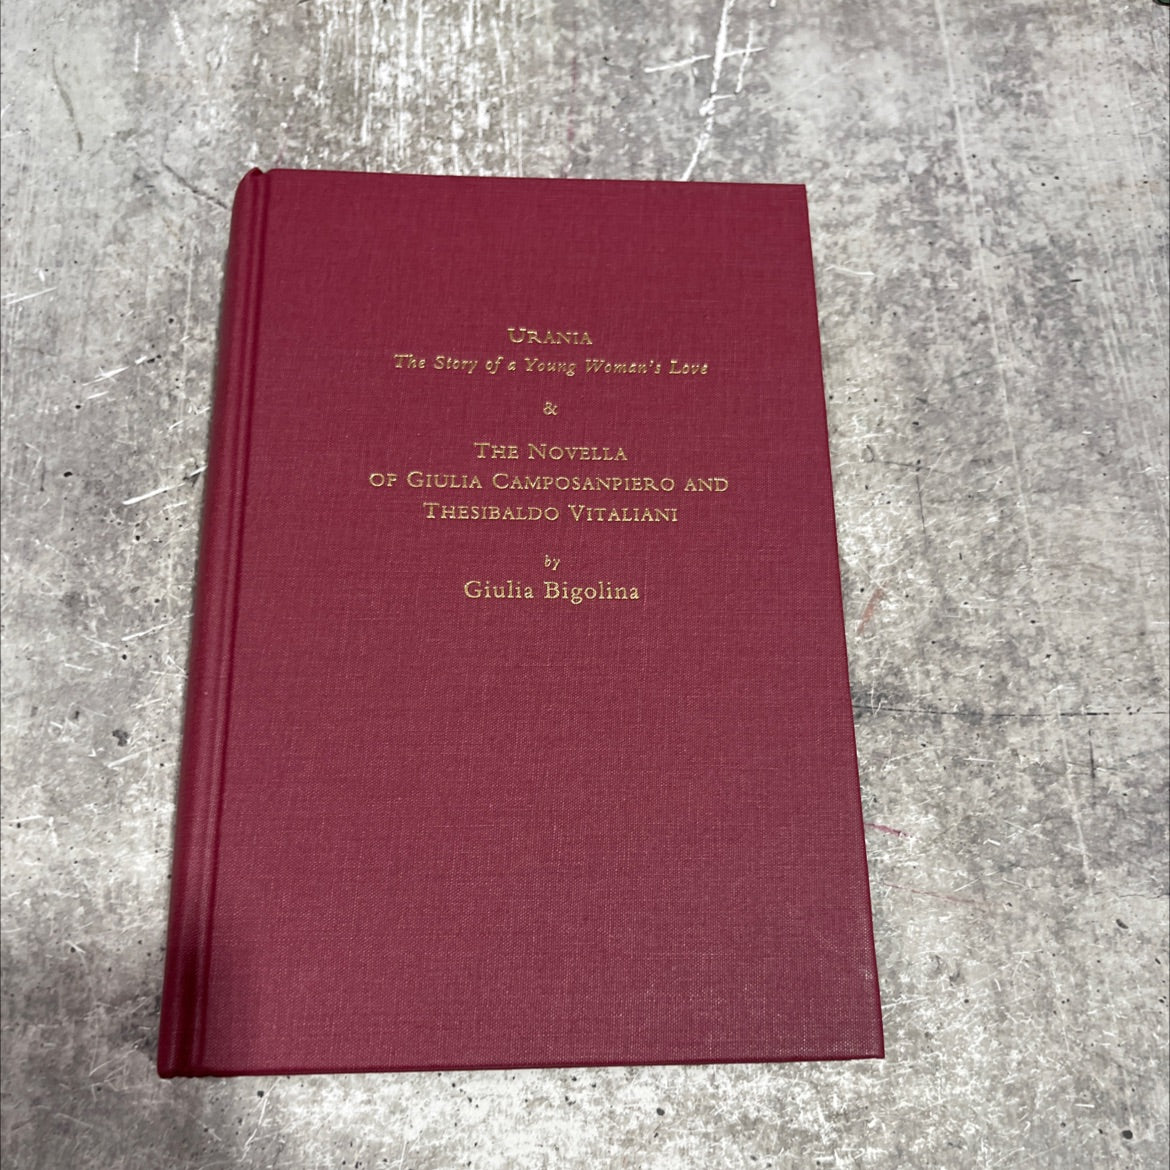 URANIA
The Story of a Young Woman's Love
&
THE NOVELLA
OF GIULIA CAMPOSANPIERO AND
THESIBALDO VITALIANI
by
Giulia Bigolina